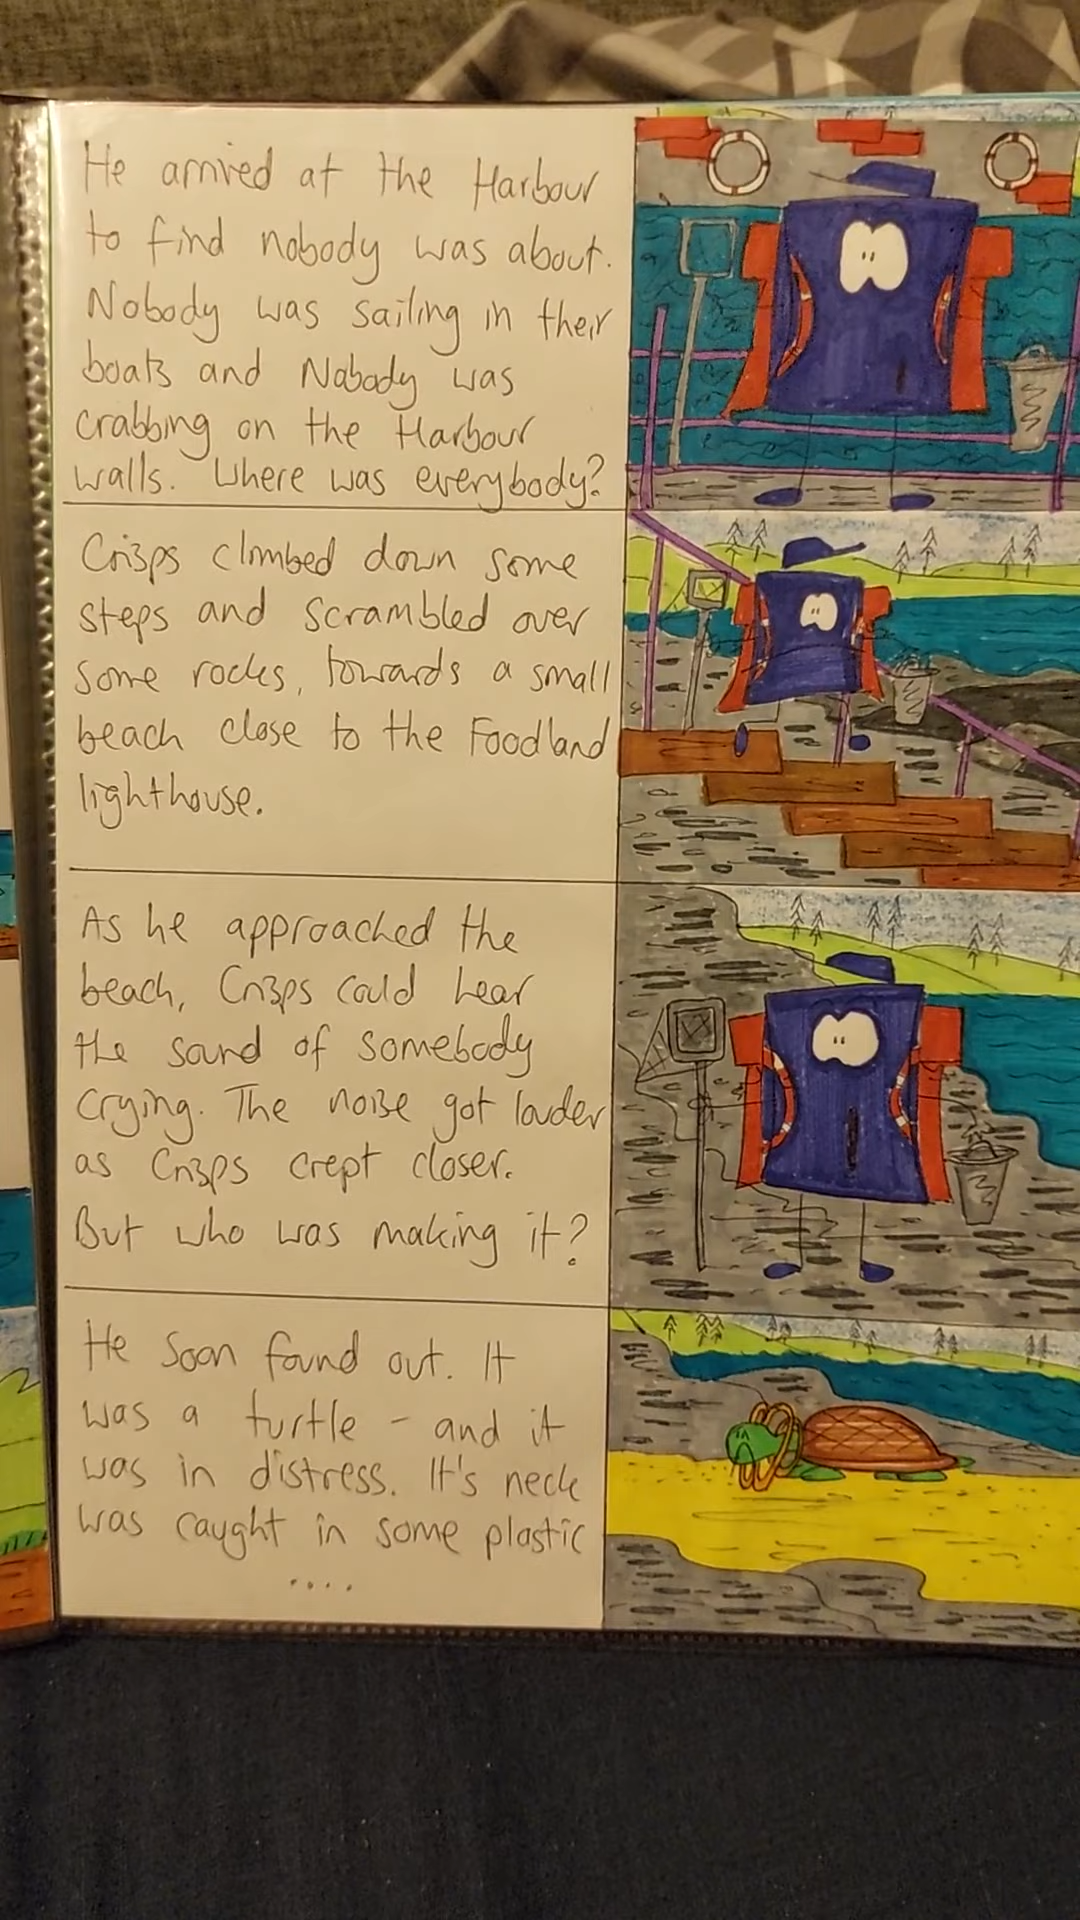 He arrived at the Harbour
to find nobody was about.
Nobody was sailing in their
boats and Nobody was
crabbing on the Harbour
walls. Where was everybody?
Crisps climbed down some
steps and scrambled over
some rocks, towards a small
beach close to the Foodland
lighthouse.
As he approached the
beach, Crisps could hear
the sound of somebody
crying. The noise got louder
as Crisps crept closer.
But who was making it?
He soon found out. It
was a turtle - and it
was in distress. It's neck
was caught in some plastic
....